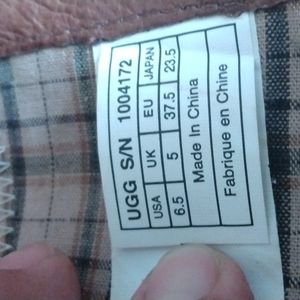 UGG S/N 1004172
USA UK EU JAPAN
6.5 5 37.5 23.5
Made In China
Fabrique en Chine